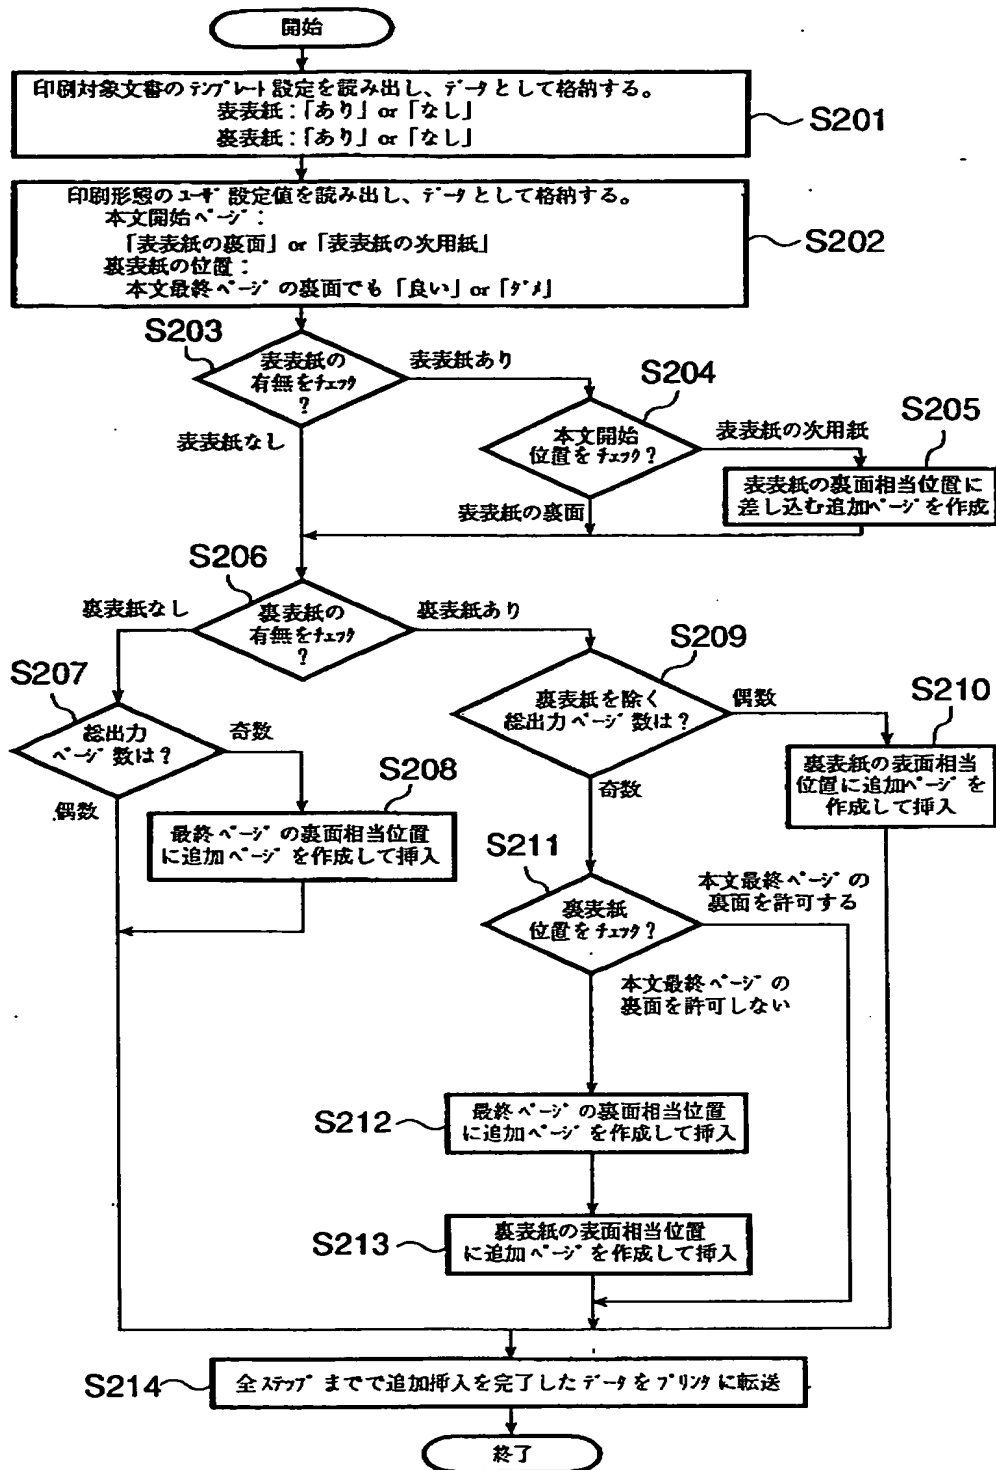 開始
印刷対象文書のテンプレート設定を読み出し、データとして格納する。
表表紙：「あり」or「なし」
裏表紙：「あり」or「なし」
S201
印刷形態のユーザ設定値を読み出し、データとして格納する。
本文開始ページ：
「表表紙の裏面」or「表表紙の次用紙」
裏表紙の位置：
本文最終ページの裏面でも「良い」or「ダメ」
S202
S203
表表紙の
有無をチェック
？
表表紙あり
表表紙なし
S204
本文開始
位置をチェック？
表表紙の次用紙
表表紙の裏面
S205
表表紙の裏面相当位置に
差し込む追加ページを作成
S206
裏表紙の
有無をチェック
？
裏表紙なし
裏表紙あり
S207
総出力
ページ数は？
奇数
偶数
S208
最終ページの裏面相当位置
に追加ページを作成して挿入
S209
裏表紙を除く
総出力ページ数は？
偶数
奇数
S210
裏表紙の表面相当
位置に追加ページを
作成して挿入
S211
裏表紙
位置をチェック？
本文最終ページの
裏面を許可する
本文最終ページの
裏面を許可しない
S212
最終ページの裏面相当位置
に追加ページを作成して挿入
S213
裏表紙の表面相当位置
に追加ページを作成して挿入
S214
全ステップまでで追加挿入を完了したデータをプリンタに転送
終了